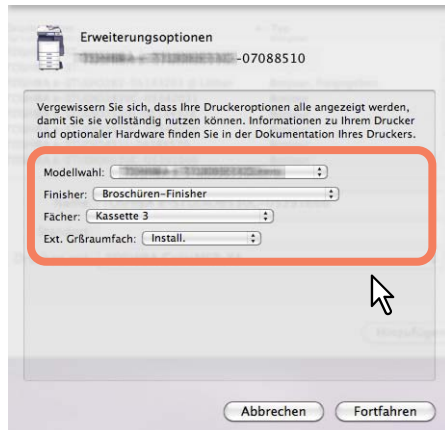 Erweiterungsoptionen
-07088510
Vergewissern Sie sich, dass Ihre Druckeroptionen alle angezeigt werden,
damit Sie sie vollständig nutzen können. Informationen zu Ihrem Drucker
und optionaler Hardware finden Sie in der Dokumentation Ihres Druckers.
Modellwahl:
Finisher: Broschüren-Finisher
Fächer: Kassette 3
Ext. Grßraumfach: Install.
Abbrechen Fortfahren